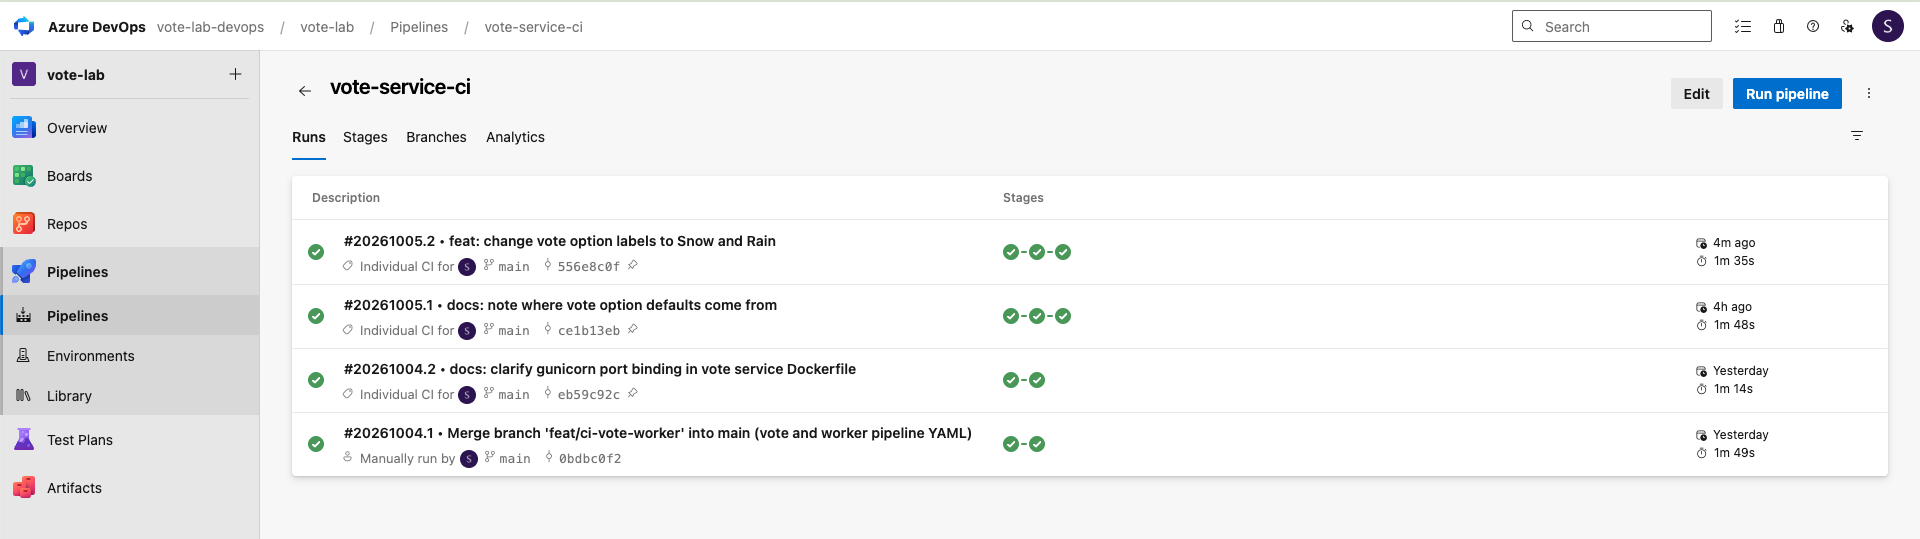 Azure DevOps vote-lab-devops / vote-lab / Pipelines / vote-service-ci
Search
S
V vote-lab
Overview
Boards
Repos
Pipelines
Pipelines
Environments
Library
Test Plans
Artifacts
vote-service-ci
Edit
Run pipeline
Runs Stages Branches Analytics
Description Stages
#20261005.2 • feat: change vote option labels to Snow and Rain
Individual CI for S main 556e8c0f
4m ago
1m 35s
#20261005.1 • docs: note where vote option defaults come from
Individual CI for S main ce1b13eb
4h ago
1m 48s
#20261004.2 • docs: clarify gunicorn port binding in vote service Dockerfile
Individual CI for S main eb59c92c
Yesterday
1m 14s
#20261004.1 • Merge branch 'feat/ci-vote-worker' into main (vote and worker pipeline YAML)
Manually run by S main 0bdbc0f2
Yesterday
1m 49s